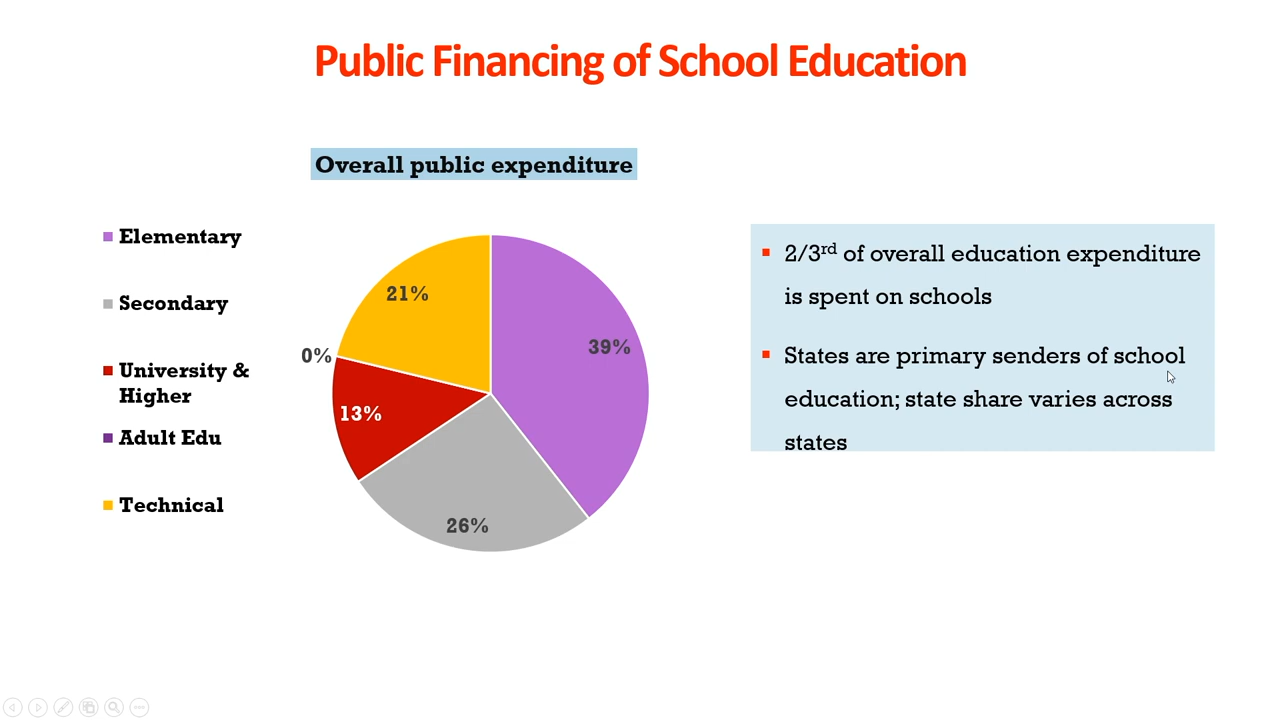 Public Financing of School Education
Overall public expenditure
Elementary
Secondary
University &
Higher
Adult Edu
Technical
21%
39%
0%
13%
26%
2/3rd of overall education expenditure
is spent on schools
States are primary senders of school
education; state share varies across
states